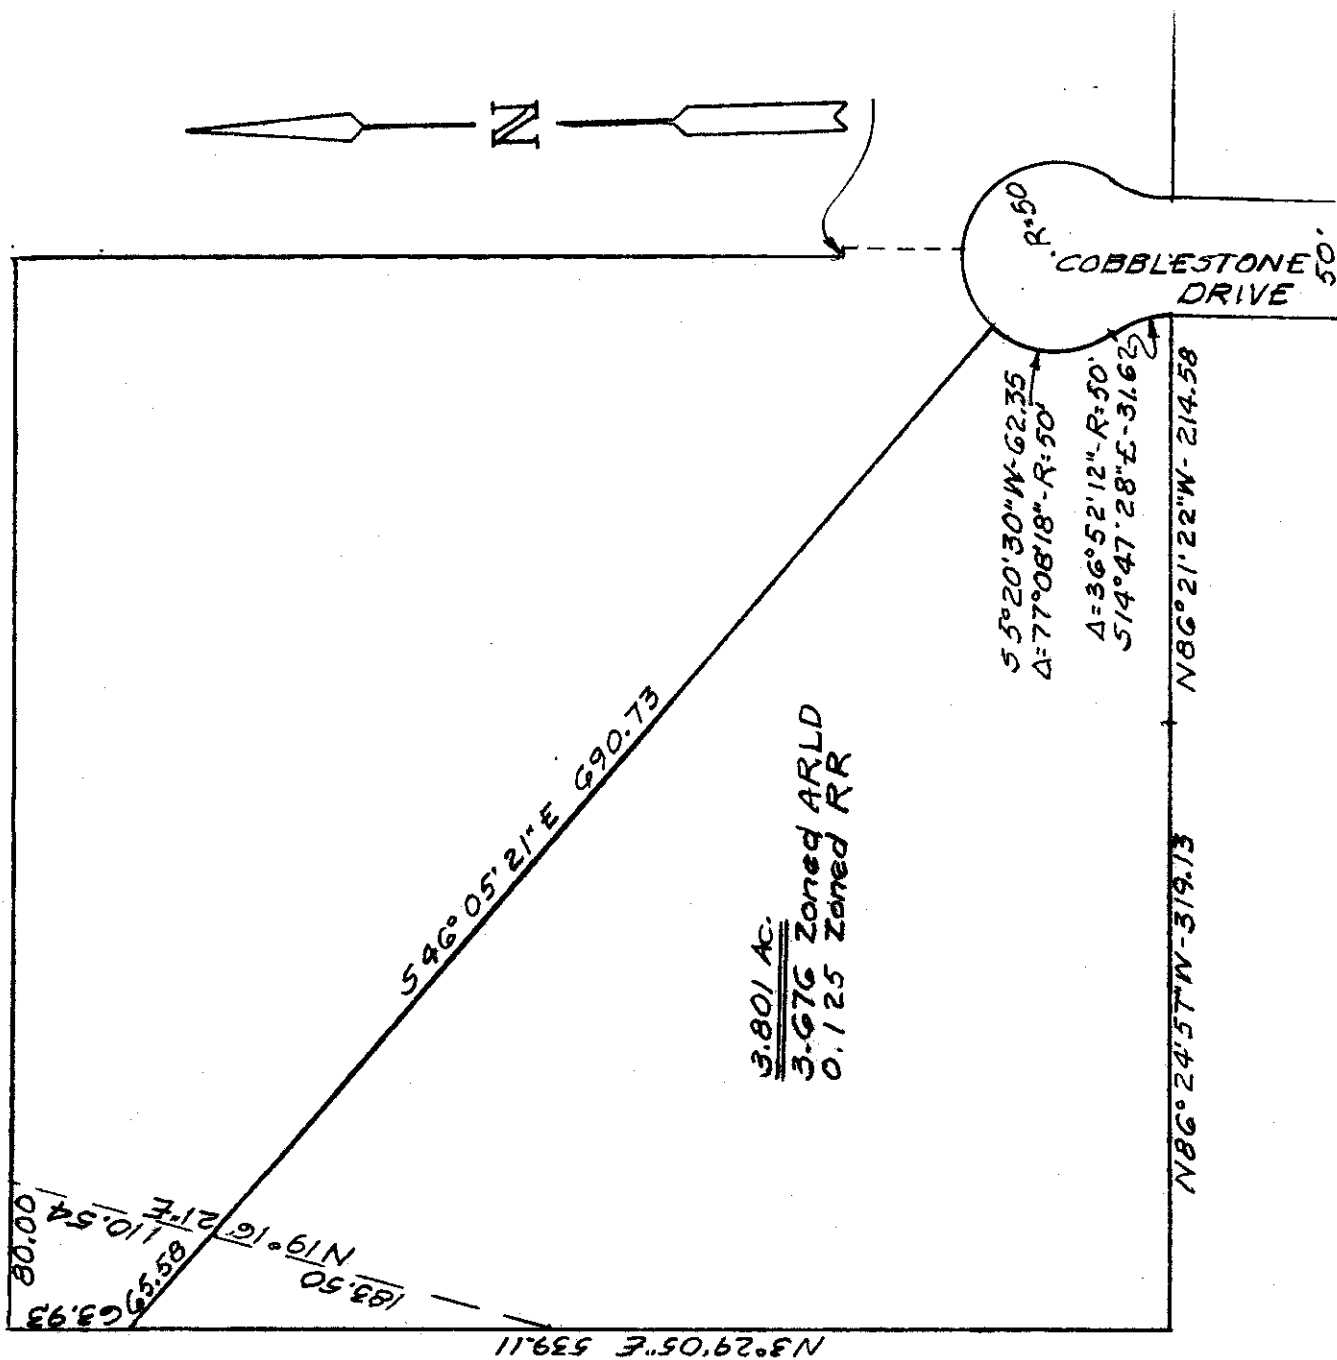 N
R=50
COBBLESTONE
DRIVE
50'
S5°20'30"W-62.35
Δ=77°08'18"-R=50'
Δ=36°52'12"-R=50'
S14°47'28"E-31.62
N86°21'22"W-214.58
S46°05'21"E 690.73
3.801 Ac.
3.676 Zoned ARLD
0.125 Zoned RR
N86°24'57"W-319.13
80.00
110.54
N19°16'21"E
183.50
65.58
63.93
N3°29'05"E 539.11